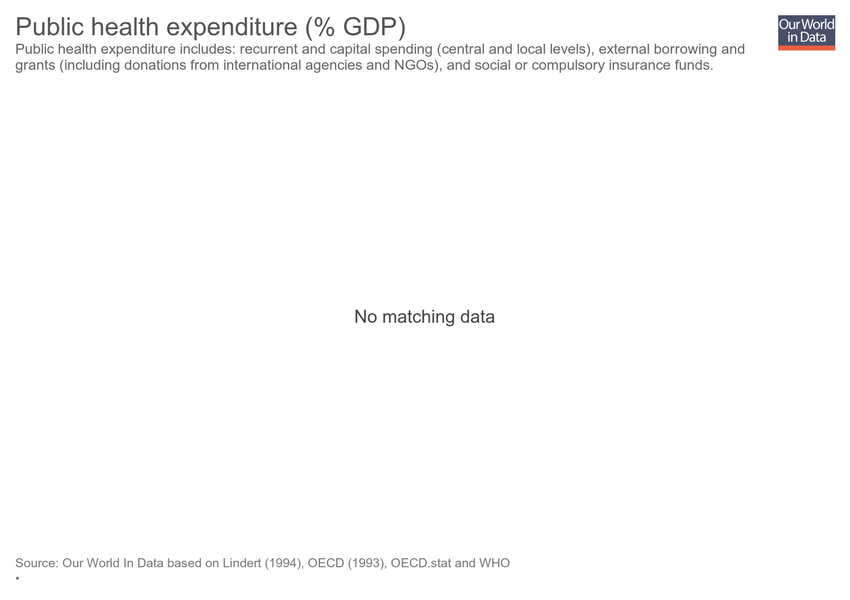 Public health expenditure (% GDP)
Our World
in Data
Public health expenditure includes: recurrent and capital spending (central and local levels), external borrowing and
grants (including donations from international agencies and NGOs), and social or compulsory insurance funds.
No matching data
Source: Our World In Data based on Lindert (1994), OECD (1993), OECD.stat and WHO
•